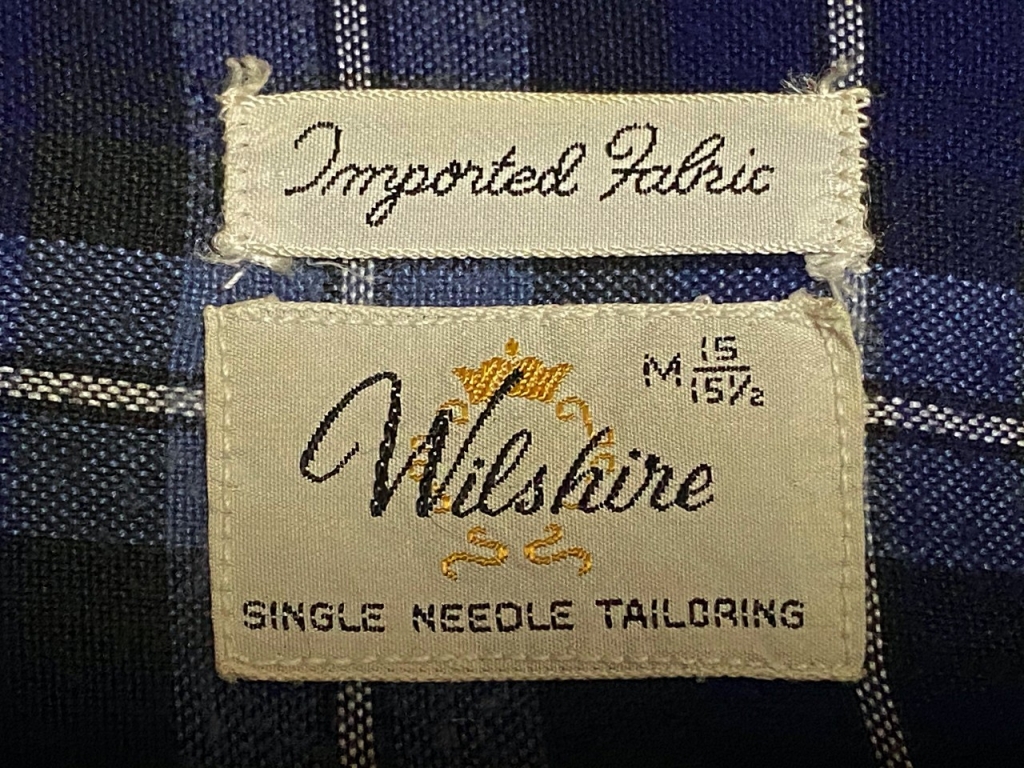 Imported Fabric
M 15
15½
Wilshire
SINGLE NEEDLE TAILORING